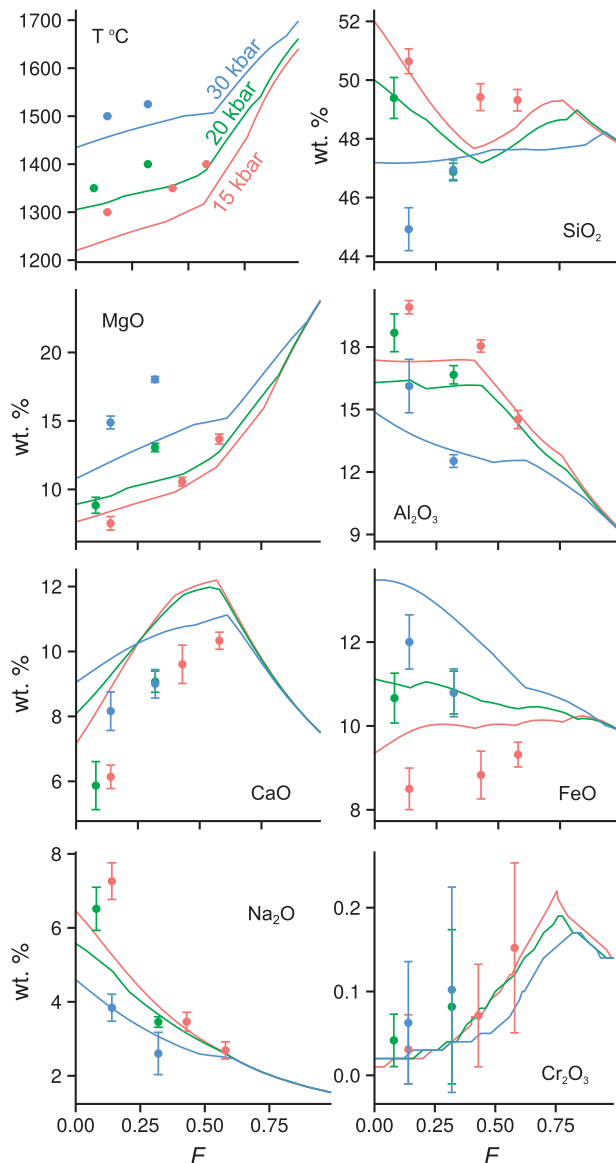 1700
1600
1500
1400
1300
1200
T °C
30 kbar
20 kbar
15 kbar
wt. %
52
50
48
46
44
SiO₂
wt. %
20
15
10
MgO
wt. %
18
15
12
9
Al₂O₃
wt. %
12
10
8
6
CaO
wt. %
12
10
8
FeO
wt. %
8
6
4
2
Na₂O
0.00 0.25 0.50 0.75
F
wt. %
0.2
0.1
0.0
Cr₂O₃
0.00 0.25 0.50 0.75
F